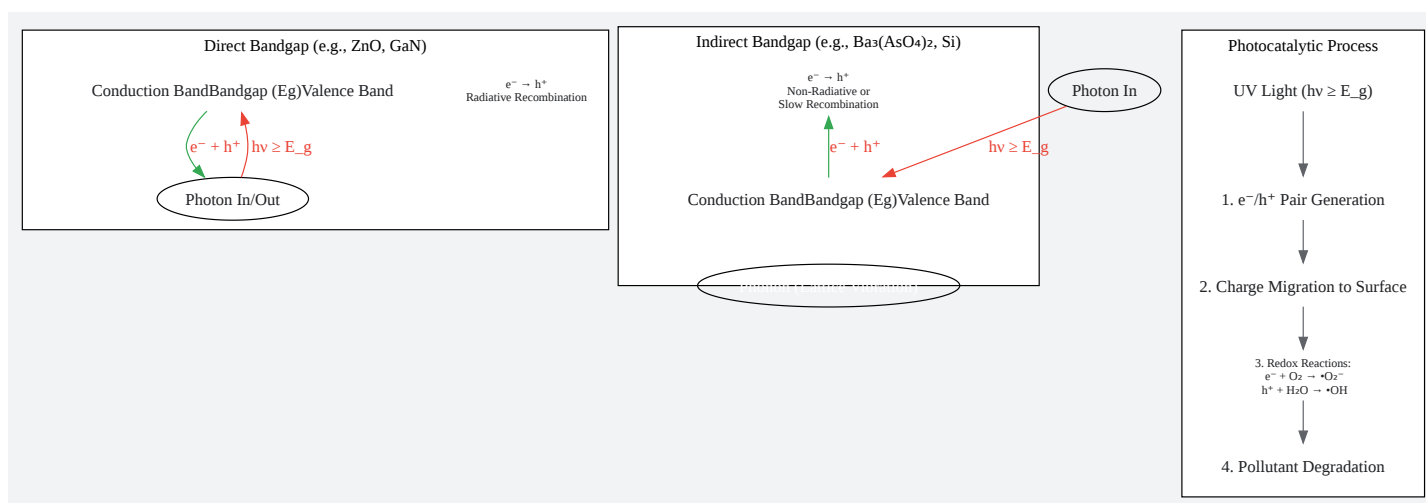 Direct Bandgap (e.g., ZnO, GaN)
Conduction BandBandgap (Eg)Valence Band
e⁻ → h⁺
Radiative Recombination
e⁻ + h⁺
hν ≥ E_g
Photon In/Out
Indirect Bandgap (e.g., Ba₃(AsO₄)₂, Si)
e⁻ → h⁺
Non-Radiative or
Slow Recombination
Photon In
e⁻ + h⁺
hν ≥ E_g
Conduction BandBandgap (Eg)Valence Band
Photocatalytic Process
UV Light (hν ≥ E_g)
1. e⁻/h⁺ Pair Generation
2. Charge Migration to Surface
3. Redox Reactions:
e⁻ + O₂ → •O₂⁻
h⁺ + H₂O → •OH
4. Pollutant Degradation